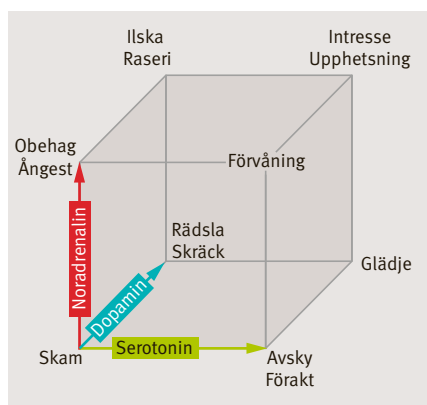 Ilska
Raseri
Intresse
Upphetsning
Obehag
Ångest
Förvåning
Noradrenalin
Rädsla
Skräck
Glädje
Dopamin
Skam
Serotonin
Avsky
Förakt